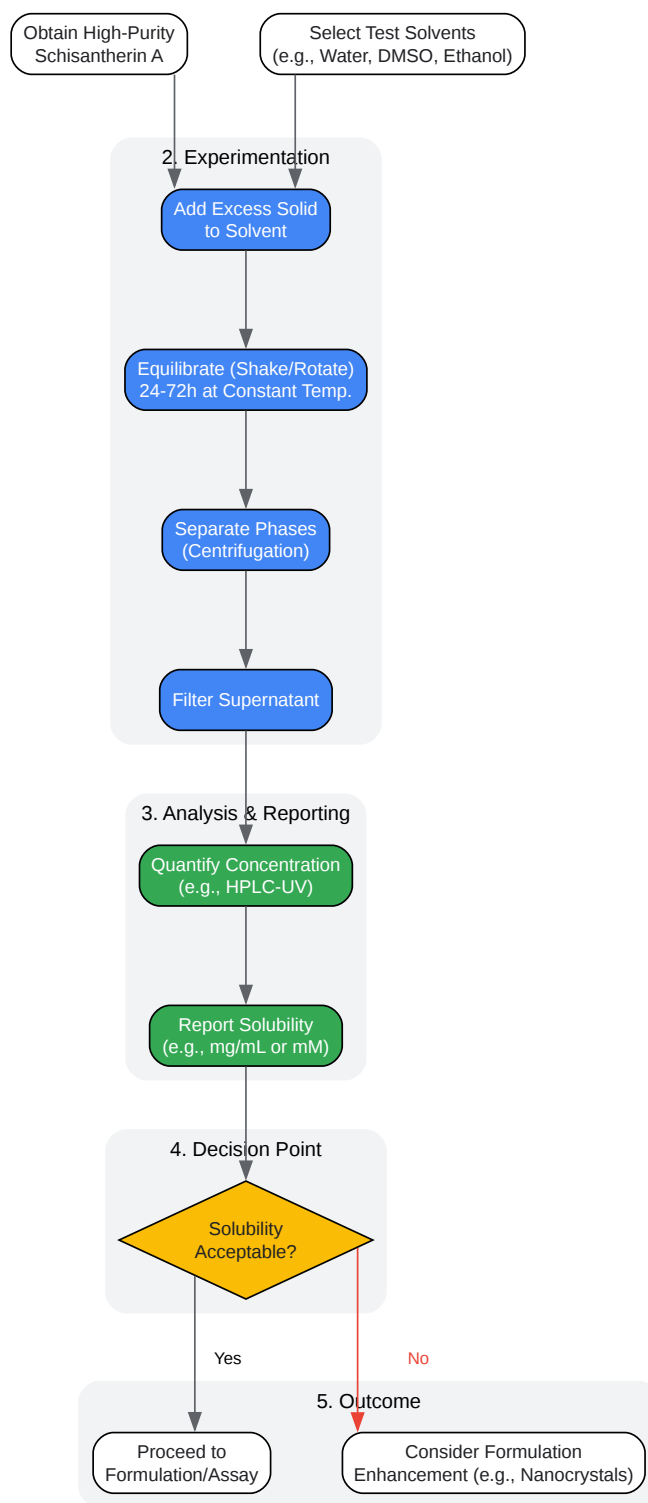 Obtain High-Purity
Schisantherin A
Select Test Solvents
(e.g., Water, DMSO, Ethanol)
2. Experimentation
Add Excess Solid
to Solvent
Equilibrate (Shake/Rotate)
24-72h at Constant Temp.
Separate Phases
(Centrifugation)
Filter Supernatant
3. Analysis & Reporting
Quantify Concentration
(e.g., HPLC-UV)
Report Solubility
(e.g., mg/mL or mM)
4. Decision Point
Solubility
Acceptable?
Yes
No
5. Outcome
Proceed to
Formulation/Assay
Consider Formulation
Enhancement (e.g., Nanocrystals)